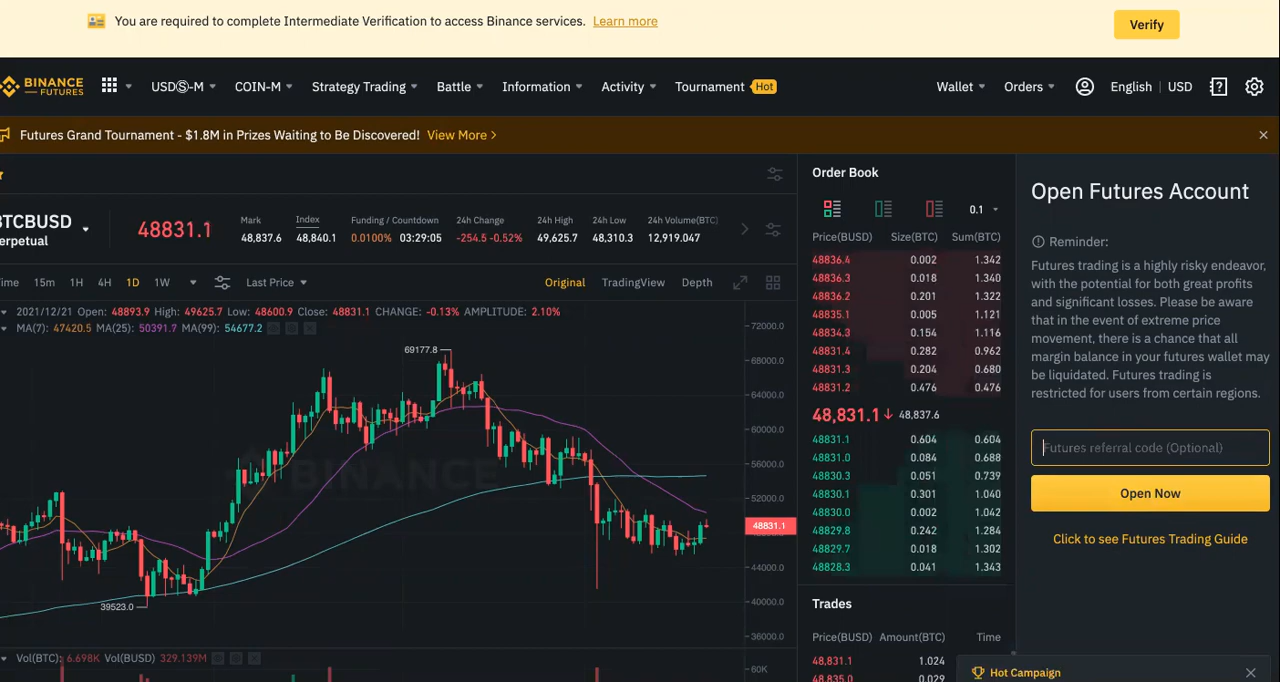 You are required to complete Intermediate Verification to access Binance services. Learn more
Verify
BINANCE
FUTURES
USDⓈ-M
COIN-M
Strategy Trading
Battle
Information
Activity
Tournament Hot
Wallet
Orders
English | USD
Futures Grand Tournament - $1.8M in Prizes Waiting to Be Discovered! View More >
BTCBUSD
erpetual
48831.1
Mark
48,837.6
Index
48,840.1
Funding / Countdown
0.0100% 03:29:05
24h Change
-254.5 -0.52%
24h High
49,625.7
24h Low
48,310.3
24h Volume(BTC)
12,919.047
ime 15m 1H 4H 1D 1W Last Price
Original TradingView Depth
2021/12/21 Open: 48893.9 High: 49625.7 Low: 48600.9 Close: 48831.1 CHANGE: -0.13% AMPLITUDE: 2.10%
MA(7): 47420.5 MA(25): 50391.7 MA(99): 54677.2
69177.8
39523.0
BINANCE
72000.0
68000.0
64000.0
60000.0
56000.0
52000.0
48831.1
44000.0
40000.0
36000.0
Vol(BTC): 6.698K Vol(BUSD) 329.139M
60K
Order Book
0.1
Price(BUSD) Size(BTC) Sum(BTC)
48836.4 0.002 1.342
48836.3 0.018 1.340
48836.2 0.201 1.322
48835.1 0.005 1.121
48834.3 0.154 1.116
48831.4 0.282 0.962
48831.3 0.204 0.680
48831.2 0.476 0.476
48,831.1 48,837.6
48831.1 0.604 0.604
48831.0 0.084 0.688
48830.3 0.051 0.739
48830.1 0.301 1.040
48830.0 0.002 1.042
48829.8 0.242 1.284
48829.7 0.018 1.302
48828.3 0.041 1.343
Trades
Price(BUSD) Amount(BTC) Time
48,831.1 1.024
48,835.0 0.029
Open Futures Account
Reminder:
Futures trading is a highly risky endeavor,
with the potential for both great profits
and significant losses. Please be aware
that in the event of extreme price
movement, there is a chance that all
margin balance in your futures wallet may
be liquidated. Futures trading is
restricted for users from certain regions.
Futures referral code (Optional)
Open Now
Click to see Futures Trading Guide
Hot Campaign